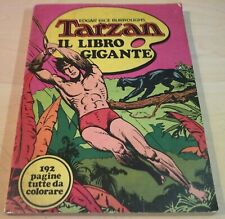 EDGAR RICE BURROUGHS
Tarzan
IL LIBRO
GIGANTE
192
pagine
tutte da
colorare